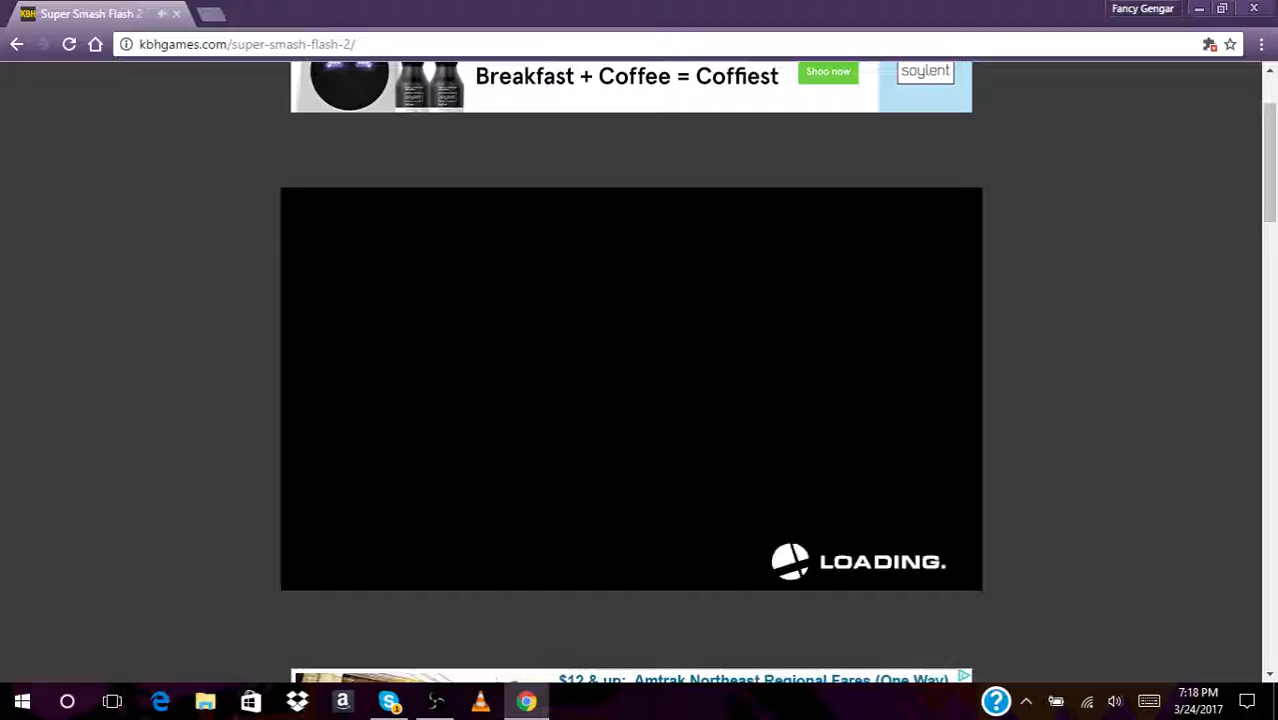 KBH Super Smash Flash 2
Fancy Gengar
kbhgames.com/super-smash-flash-2/
Breakfast + Coffee = Coffiest
Shop now
soylent
LOADING.
$12 & up: Amtrak Northeast Regional Fares (One Way)
7:18 PM
3/24/2017